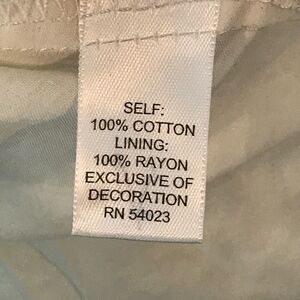 SELF:
100% COTTON
LINING:
100% RAYON
EXCLUSIVE OF
DECORATION
RN 54023